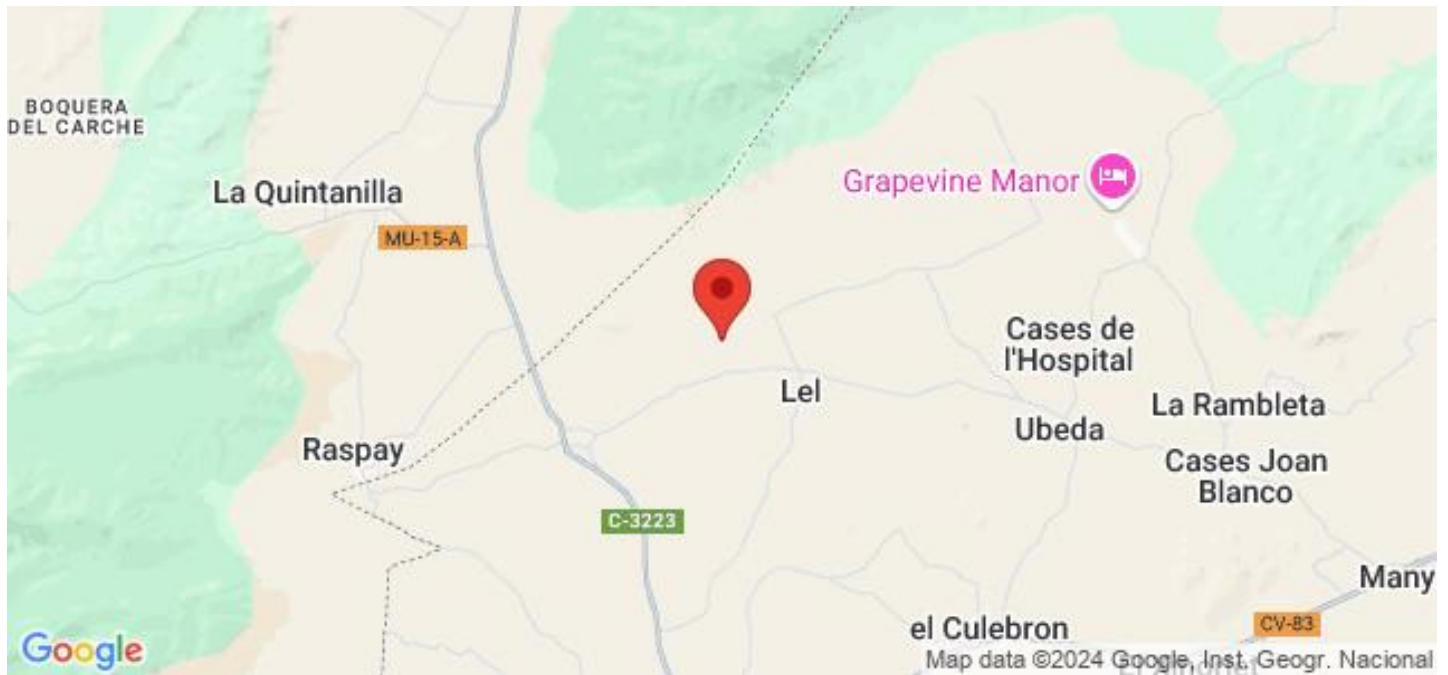 BOQUERA
DEL CARCHE
La Quintanilla
MU-15-A
Grapevine Manor
Cases de
l'Hospital
Lel
La Rambleta
Ubeda
Raspay
Cases Joan
Blanco
C-3223
Many
el Culebron
CV-83
Google
Map data ©2024 Google, Inst. Geogr. Nacional